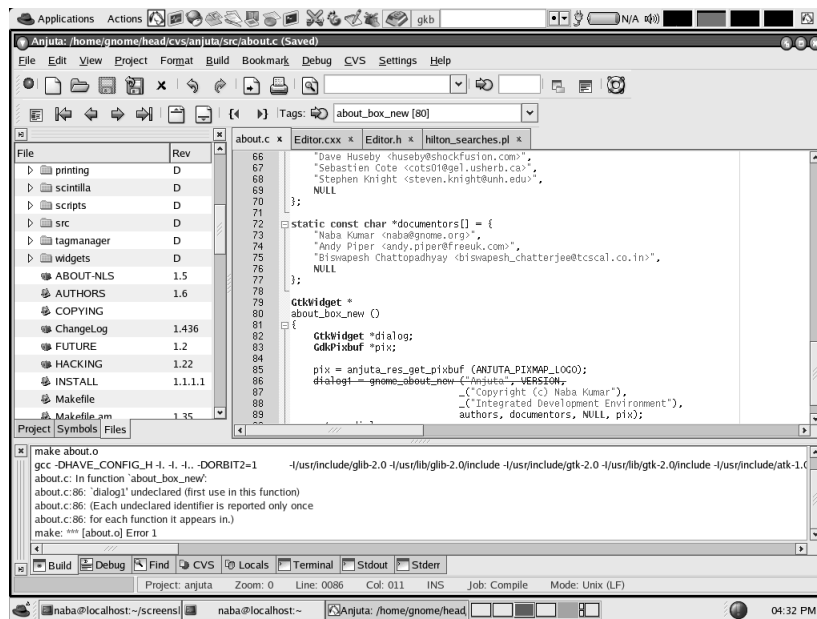 Applications Actions gkb N/A
Anjuta: /home/gnome/head/cvs/anjuta/src/about.c (Saved)
File Edit View Project Format Build Bookmark Debug CVS Settings Help
Tags: about_box_new [80]
about.c x Editor.cxx x Editor.h x hilton_searches.pl x
File Rev
printing D
scintilla D
scripts D
src D
tagmanager D
widgets D
ABOUT-NLS 1.5
AUTHORS 1.6
COPYING
ChangeLog 1.436
FUTURE 1.2
HACKING 1.22
INSTALL 1.1.1.1
Makefile
Makefile.am 1.35
Project Symbols Files
66 "Dave Huseby <huseby@shockfusion.com>",
67 "Sebastien Cote <cots01@gel.usherb.ca>",
68 "Stephen Knight <steven.knight@unh.edu>",
69 NULL
70 };
71
72 static const char *documentors[] = {
73 "Naba Kumar <naba@gnome.org>",
74 "Andy Piper <andy.piper@freeuk.com>",
75 "Biswapesh Chattopadhyay <biswapesh_chatterjee@tcscal.co.in>",
76 NULL
77 };
78
79 GtkWidget *
80 about_box_new ()
81 {
82 GtkWidget *dialog;
83 GdkPixbuf *pix;
84
85 pix = anjuta_res_get_pixbuf (ANJUTA_PIXMAP_LOGO);
86 dialog1 = gnome_about_new ("Anjuta", VERSION,
87 _("Copyright (c) Naba Kumar"),
88 _("Integrated Development Environment"),
89 authors, documentors, NULL, pix);
make about.o
gcc -DHAVE_CONFIG_H -I. -I. -I.. -DORBIT2=1 -I/usr/include/glib-2.0 -I/usr/lib/glib-2.0/include -I/usr/include/gtk-2.0 -I/usr/lib/gtk-2.0/include -I/usr/include/atk-1.0
about.c: In function `about_box_new':
about.c:86: `dialog1' undeclared (first use in this function)
about.c:86: (Each undeclared identifier is reported only once
about.c:86: for each function it appears in.)
make: *** [about.o] Error 1
Build Debug Find CVS Locals Terminal Stdout Stderr
Project: anjuta Zoom: 0 Line: 0086 Col: 011 INS Job: Compile Mode: Unix (LF)
naba@localhost:~/screensl naba@localhost:~ Anjuta: /home/gnome/head 04:32 PM